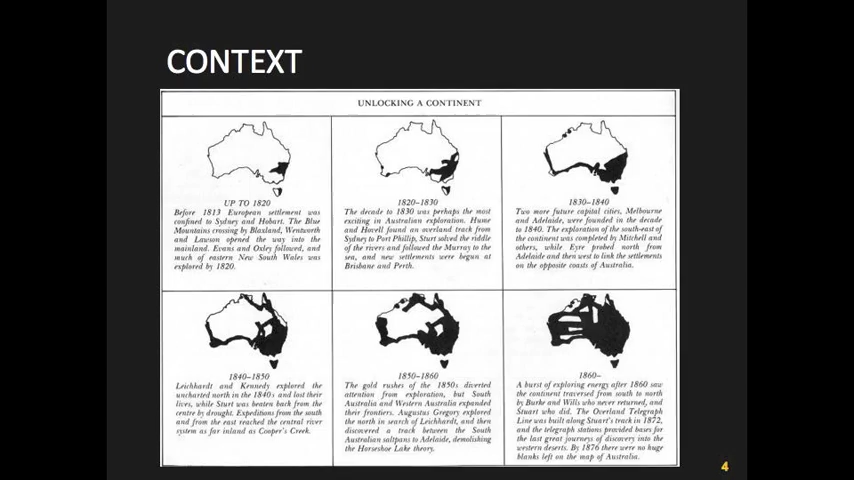 CONTEXT
UNLOCKING A CONTINENT
UP TO 1820
Before 1813 European settlement was
confined to Sydney and Hobart. The Blue
Mountains crossing by Blaxland, Wentworth
and Lawson opened the way into the
mainland. Evans and Oxley followed, and
much of eastern New South Wales was
explored by 1820.
1820–1830
The decade to 1830 was perhaps the most
exciting in Australian exploration. Hume
and Hovell found an overland track from
Sydney to Port Phillip, Sturt solved the riddle
of the rivers and followed the Murray to the
sea, and new settlements were begun at
Brisbane and Perth.
1830–1840
Two more future capital cities, Melbourne
and Adelaide, were founded in the decade
to 1840. The exploration of the south-east of
the continent was completed by Mitchell and
others, while Eyre probed north from
Adelaide and then west to link the settlements
on the opposite coasts of Australia.
1840–1850
Leichhardt and Kennedy explored the
uncharted north in the 1840s and lost their
lives, while Sturt was beaten back from the
centre by drought. Expeditions from the south
and from the east reached the central river
system as far inland as Cooper's Creek.
1850–1860
The gold rushes of the 1850s diverted
attention from exploration, but South
Australia and Western Australia expanded
their frontiers. Augustus Gregory explored
the north in search of Leichhardt, and then
discovered a track between the South
Australian saltpans to Adelaide, demolishing
the Horseshoe Lake theory.
1860–
A burst of exploring energy after 1860 saw
the continent traversed from south to north
by Burke and Wills who never returned, and
Stuart who did. The Overland Telegraph
Line was built along Stuart's track in 1872,
and the telegraph stations provided bases for
the last great journeys of discovery into the
western deserts. By 1876 there were no huge
blanks left on the map of Australia.
4